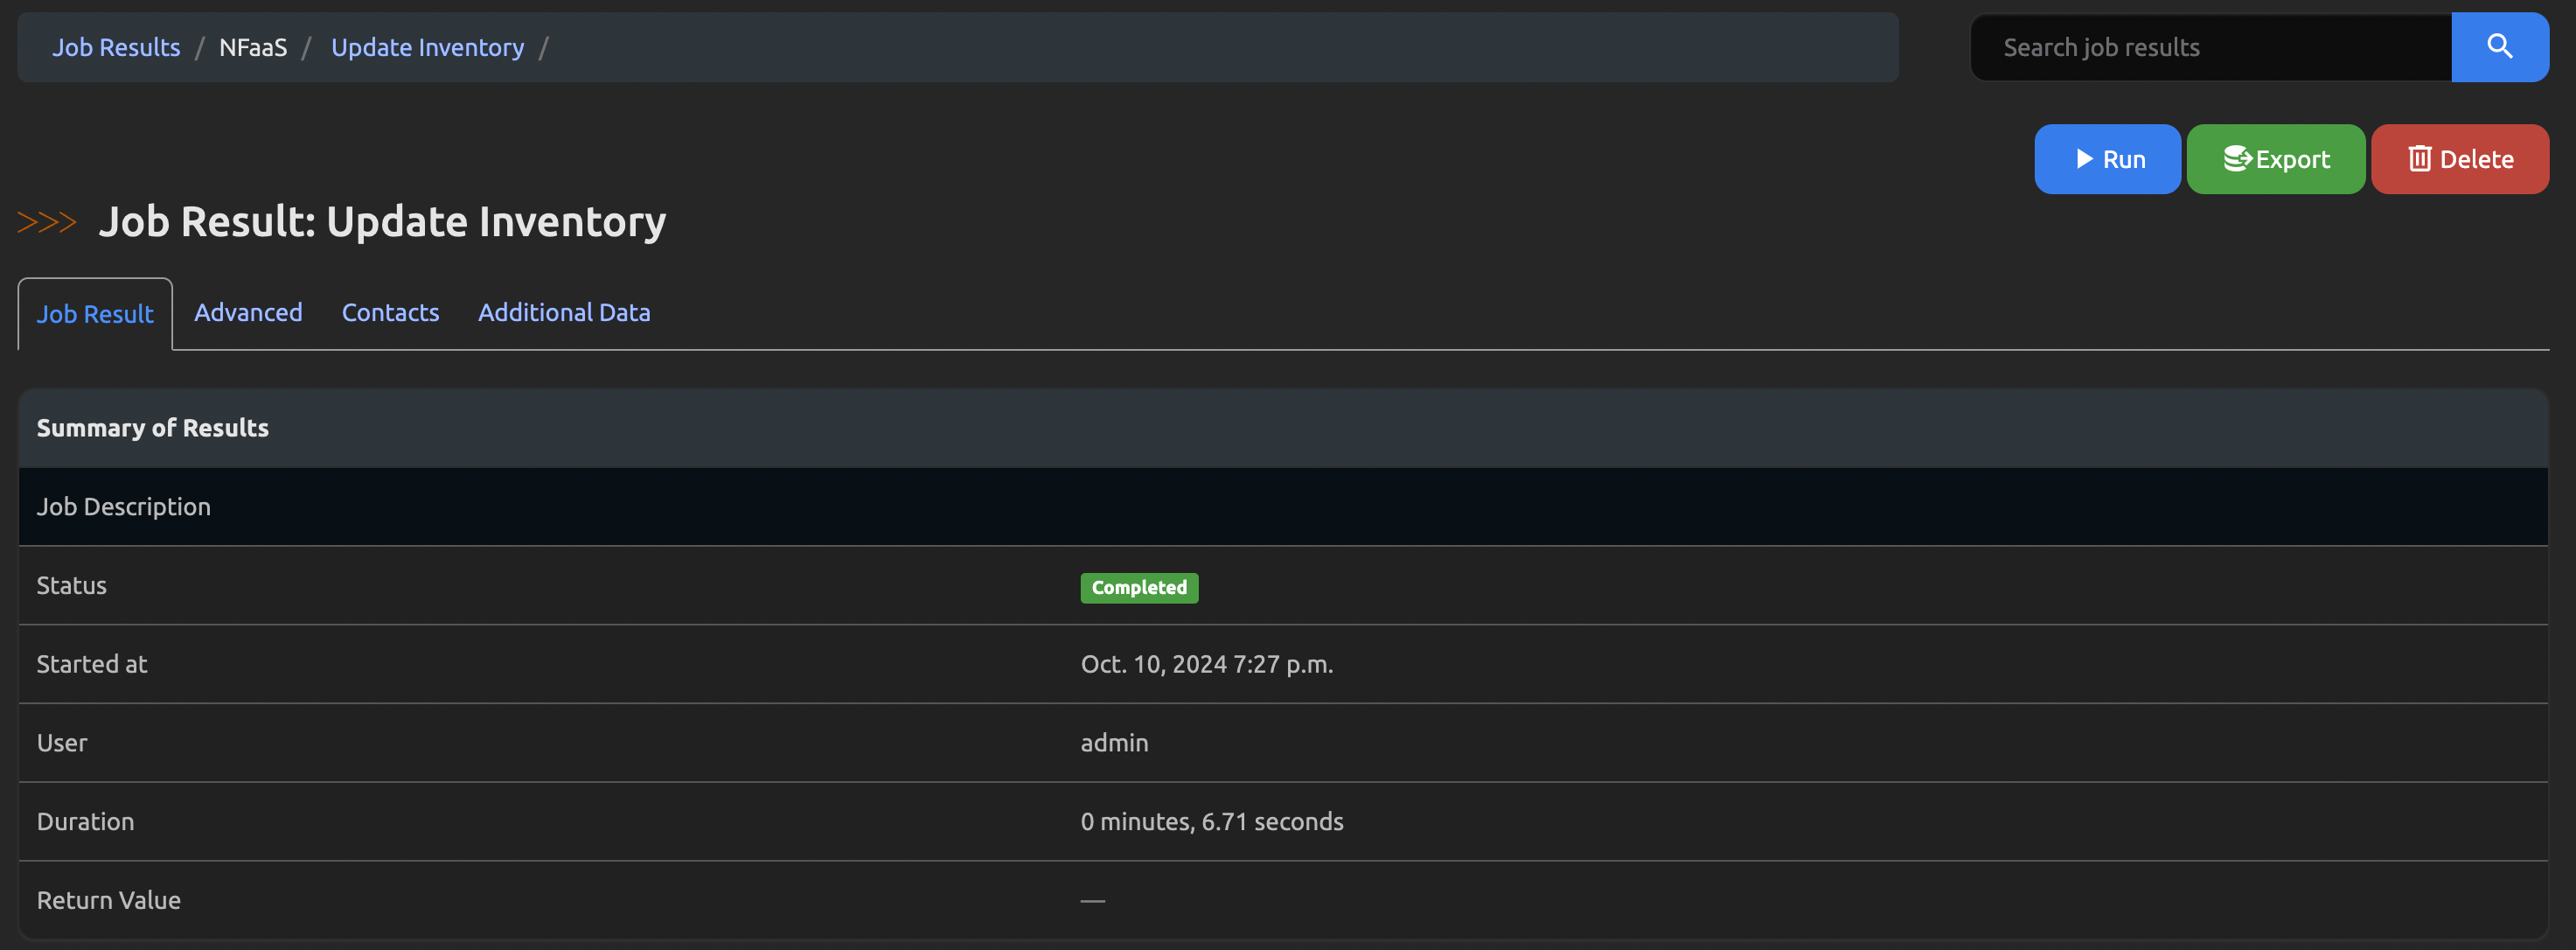 Job Results / NFaaS / Update Inventory /
Search job results
Run Export Delete
>>> Job Result: Update Inventory
Job Result Advanced Contacts Additional Data
Summary of Results
Job Description
Status Completed
Started at Oct. 10, 2024 7:27 p.m.
User admin
Duration 0 minutes, 6.71 seconds
Return Value —